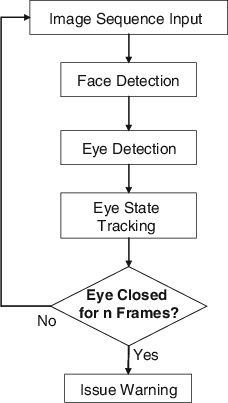 Image Sequence Input
Face Detection
Eye Detection
Eye State
Tracking
Eye Closed
for n Frames?
No
Yes
Issue Warning